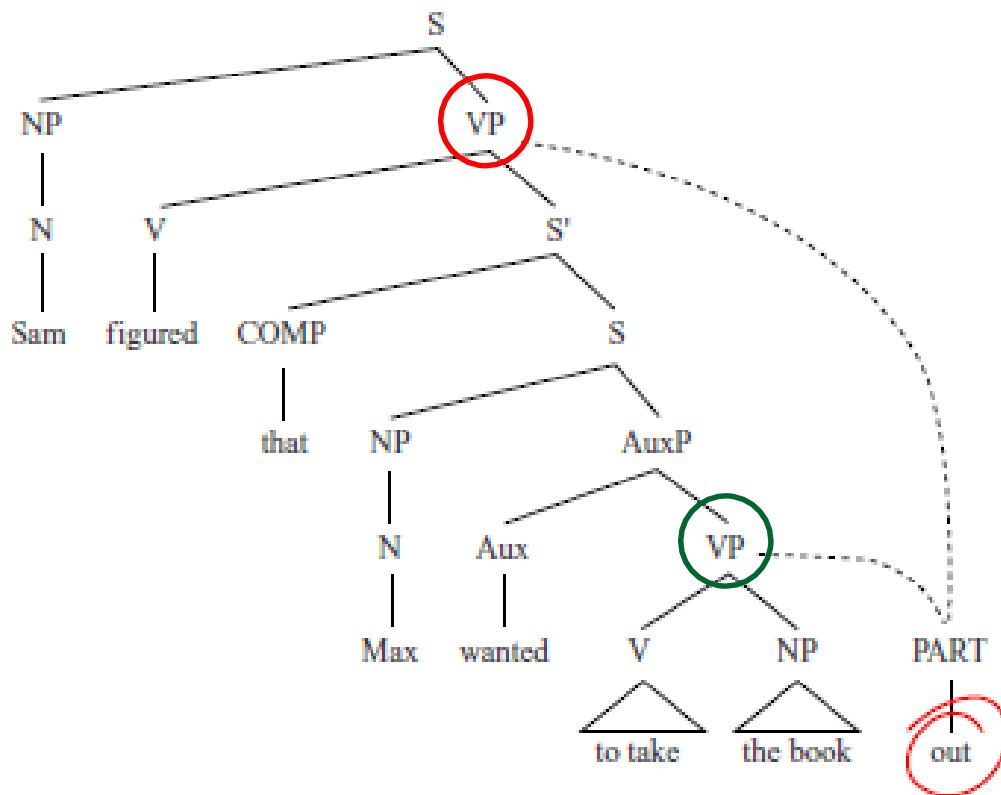 S
NP VP
N V S'
Sam figured COMP S
that NP AuxP
N Aux VP
Max wanted V NP PART
to take the book out